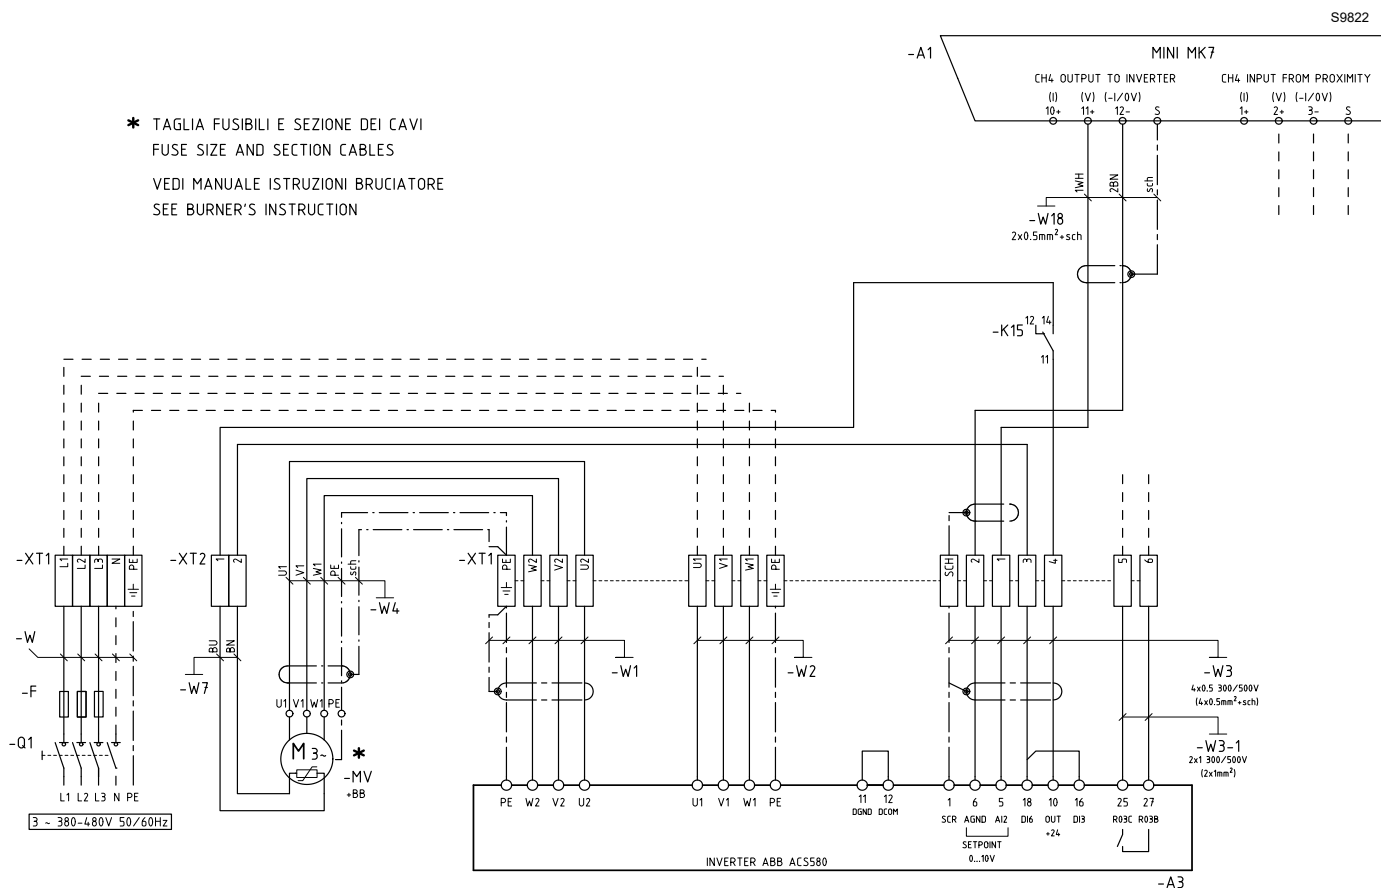 S9822
-A1
MINI MK7
CH4 OUTPUT TO INVERTER
CH4 INPUT FROM PROXIMITY
(I) (V) (-I/0V)
10+ 11+ 12- S
(I) (V) (-I/0V)
1+ 2+ 3- S
* TAGLIA FUSIBILI E SEZIONE DEI CAVI
FUSE SIZE AND SECTION CABLES
VEDI MANUALE ISTRUZIONI BRUCIATORE
SEE BURNER'S INSTRUCTION
1WH 2BN sch
-W18
2x0.5mm²+sch
-K15
12 14
11
-XT1
L1 L2 L3 N PE
-XT2
1 2
U1 V1 W1 PE sch
-W4
-XT1
PE W2 V2 U2
U1 V1 W1 PE
SCH 2 1 3 4
5 6
-W
BU BN
-W7
-W1
-W2
-W3
4x0.5 300/500V
(4x0.5mm²+sch)
-F
U1 V1 W1 PE
-Q1
M 3~
*
-MV
+BB
-W3-1
2x1 300/500V
(2x1mm²)
L1 L2 L3 N PE
3 ~ 380-480V 50/60Hz
PE W2 V2 U2
U1 V1 W1 PE
11 12
DGND DCOM
1 6 5 18 10 16
SCR AGND AI2 DI6 OUT DI3
+24
25 27
R03C R03B
SETPOINT
0...10V
INVERTER ABB ACS580
-A3